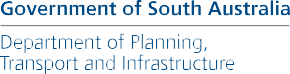 Government of South Australia
Department of Planning,
Transport and Infrastructure